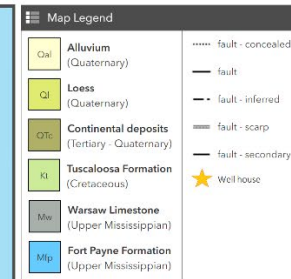 Map Legend
Qal
Alluvium
(Quaternary)
Ql
Loess
(Quaternary)
QTc
Continental deposits
(Tertiary - Quaternary)
Kt
Tuscaloosa Formation
(Cretaceous)
Mw
Warsaw Limestone
(Upper Mississippian)
Mfp
Fort Payne Formation
(Upper Mississippian)
fault - concealed
fault
fault - inferred
fault - scarp
fault - secondary
Well house